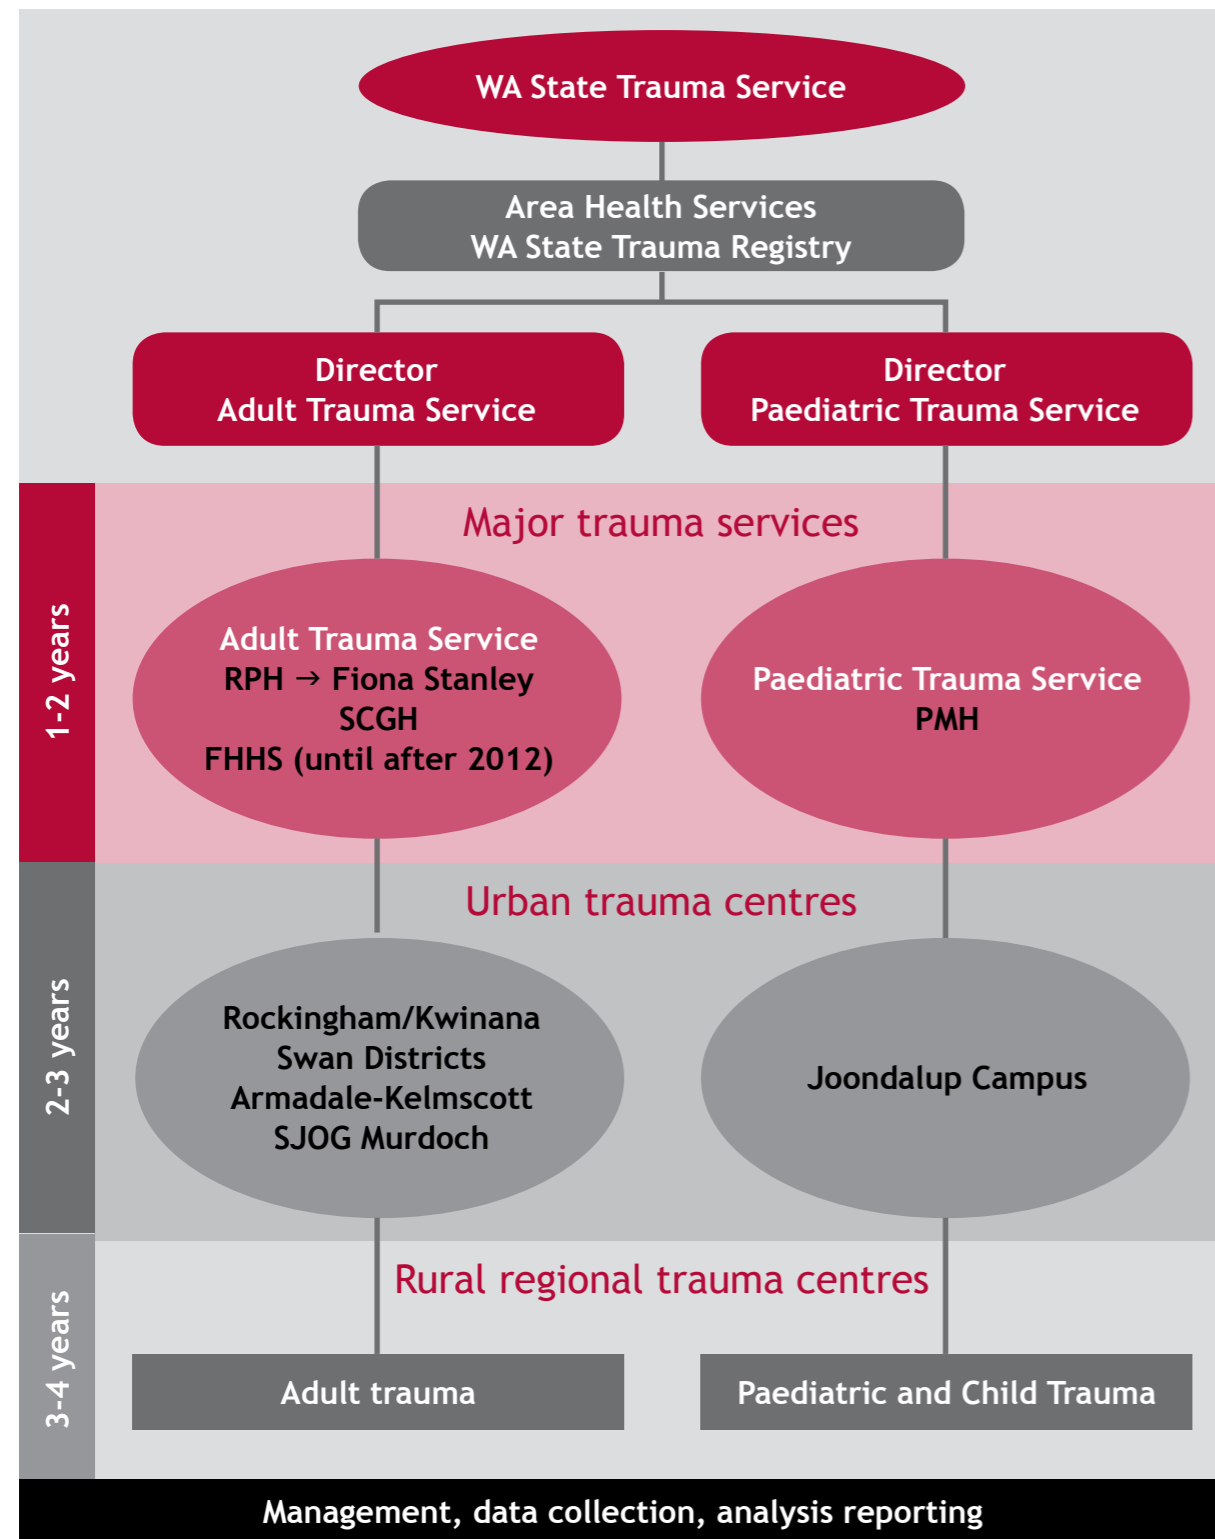 WA State Trauma Service
Area Health Services
WA State Trauma Registry
Director
Adult Trauma Service
Director
Paediatric Trauma Service
1-2 years
Major trauma services
Adult Trauma Service
RPH → Fiona Stanley
SCGH
FHHS (until after 2012)
Paediatric Trauma Service
PMH
2-3 years
Urban trauma centres
Rockingham/Kwinana
Swan Districts
Armadale-Kelmscott
SJOG Murdoch
Joondalup Campus
3-4 years
Rural regional trauma centres
Adult trauma
Paediatric and Child Trauma
Management, data collection, analysis reporting